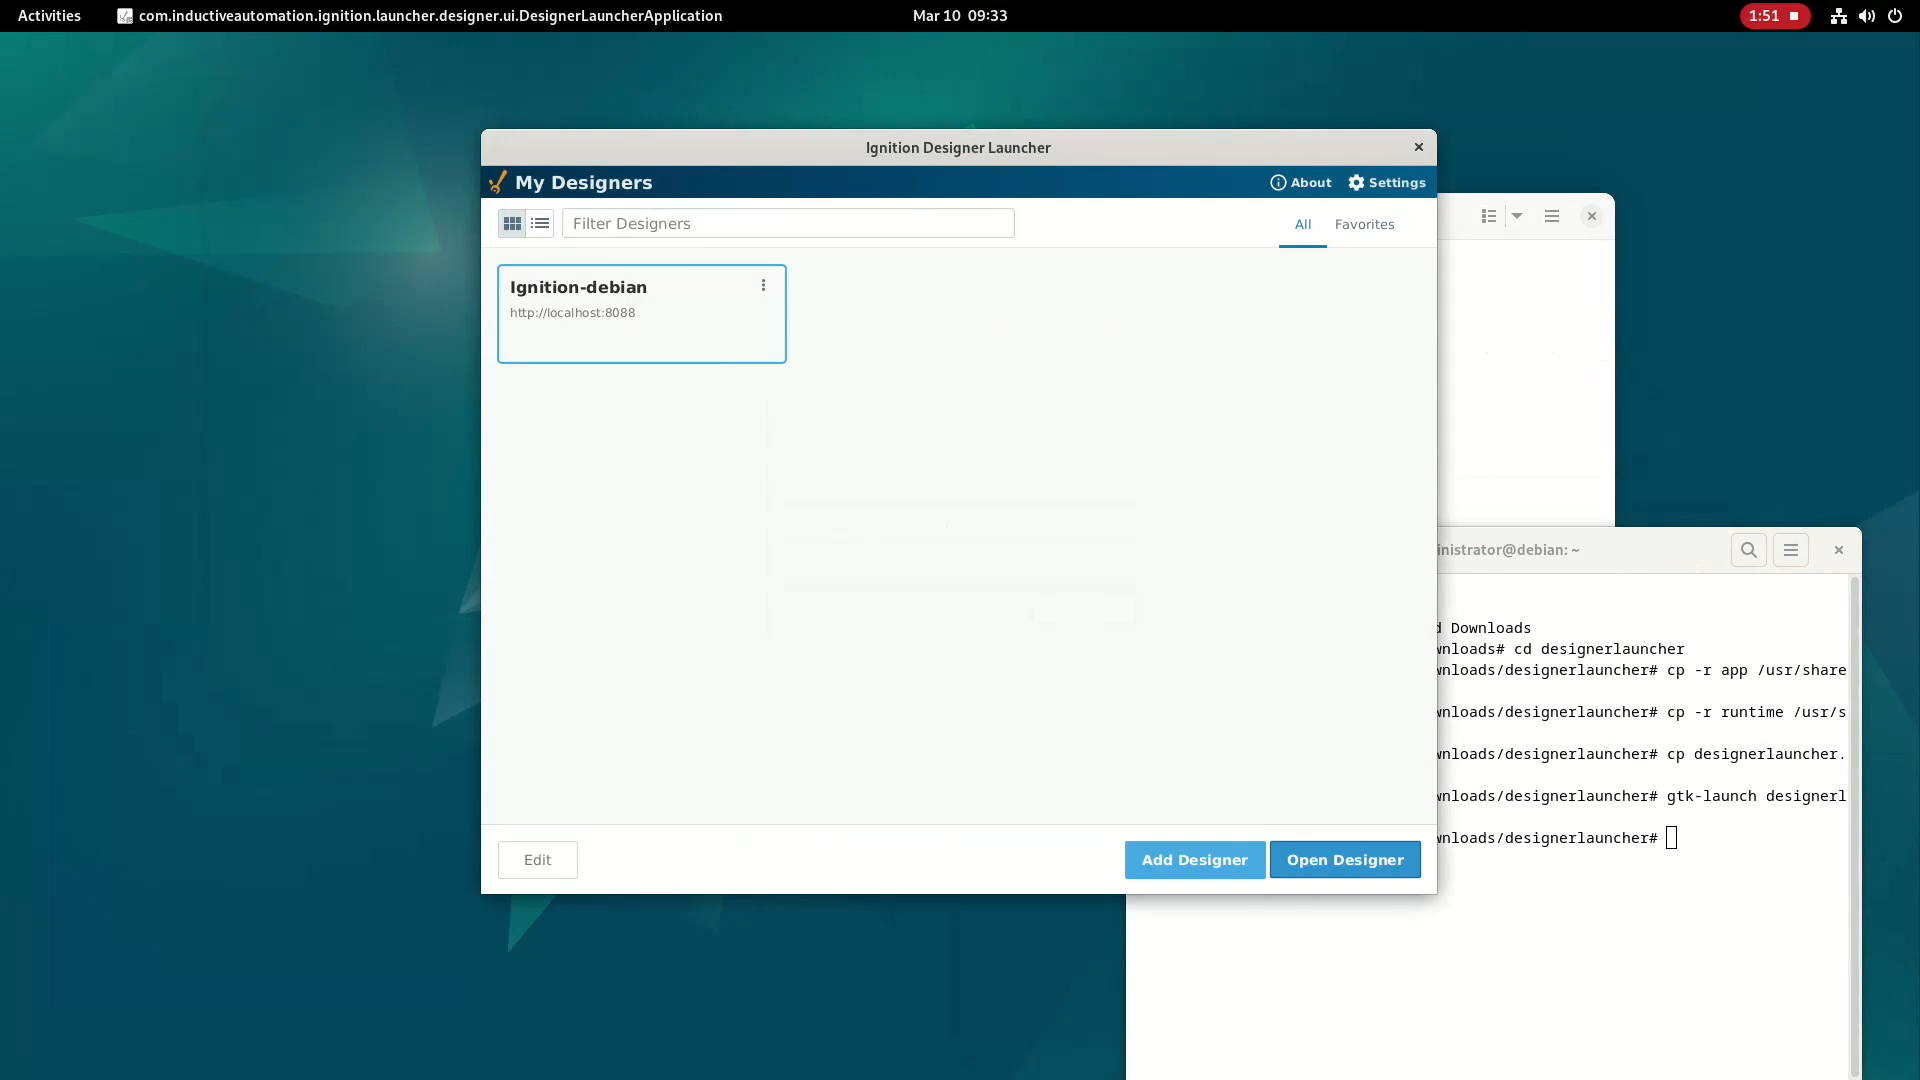 Activities
com.inductiveautomation.ignition.launcher.designer.ui.DesignerLauncherApplication
Mar 10 09:33
1:51
Ignition Designer Launcher
My Designers
About
Settings
Filter Designers
All
Favorites
Ignition-debian
http://localhost:8088
Edit
Add Designer
Open Designer
inistrator@debian: ~
d Downloads
wnloads# cd designerlauncher
wnloads/designerlauncher# cp -r app /usr/share
wnloads/designerlauncher# cp -r runtime /usr/s
wnloads/designerlauncher# cp designerlauncher.
wnloads/designerlauncher# gtk-launch designerl
wnloads/designerlauncher#